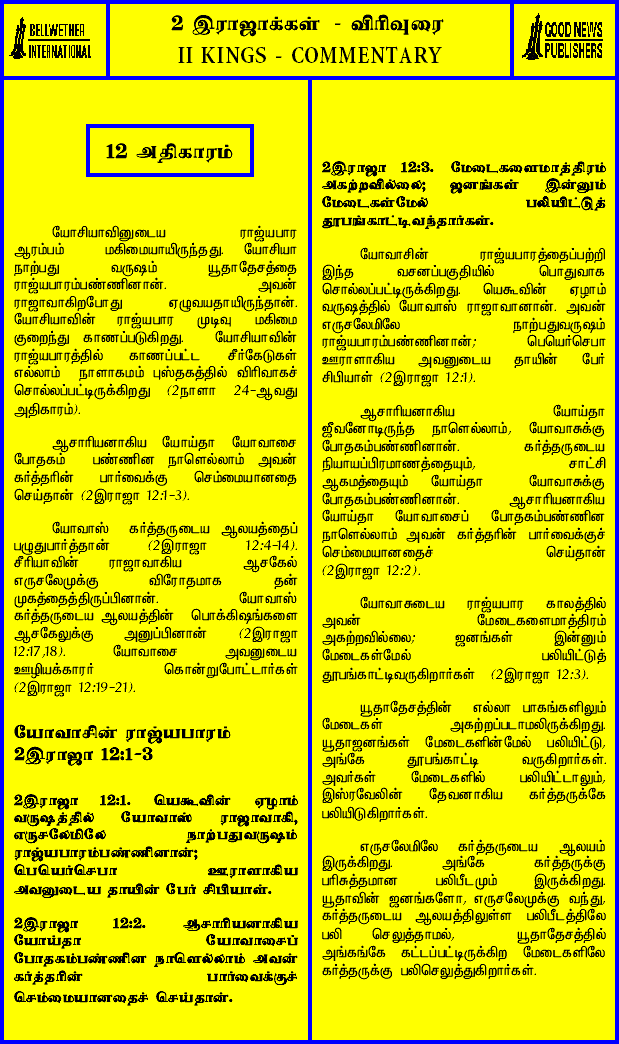 BELLWETHER
INTERNATIONAL
2 இராஜாக்கள் - விரிவுரை
II KINGS - COMMENTARY
GOOD NEWS
PUBLISHERS
12 அதிகாரம்
யோசியாவினுடைய ராஜ்யபார
ஆரம்பம் மகிமையாயிருந்தது. யோசியா
நாற்பது வருஷம் யூதாதேசத்தை
ராஜ்யபாரம்பண்ணினான். அவன்
ராஜாவாகிறபோது ஏழுவயதாயிருந்தான்.
யோசியாவின் ராஜ்யபார முடிவு மகிமை
குறைந்து காணப்படுகிறது. யோசியாவின்
ராஜ்யபாரத்தில் காணப்பட்ட சீர்கேடுகள்
எல்லாம் நாளாகமம் புஸ்தகத்தில் விரிவாகச்
சொல்லப்பட்டிருக்கிறது (2நாளா 24-ஆவது
அதிகாரம்).
ஆசாரியனாகிய யோய்தா யோவாசை
போதகம் பண்ணின நாளெல்லாம் அவன்
கர்த்தரின் பார்வைக்கு செம்மையானதை
செய்தான் (2இராஜா 12:1-3).
யோவாஸ் கர்த்தருடைய ஆலயத்தைப்
பழுதுபார்த்தான் (2இராஜா 12:4-14).
சீரியாவின் ராஜாவாகிய ஆசகேல்
எருசலேமுக்கு விரோதமாக தன்
முகத்தைத்திருப்பினான். யோவாஸ்
கர்த்தருடைய ஆலயத்தின் பொக்கிஷங்களை
ஆசகேலுக்கு அனுப்பினான் (2இராஜா
12:17,18). யோவாசை அவனுடைய
ஊழியக்காரர் கொன்றுபோட்டார்கள்
(2இராஜா 12:19-21).
யோவாசின் ராஜ்யபாரம்
2இராஜா 12:1-3
2இராஜா 12:1. யெகூவின் ஏழாம்
வருஷத்தில் யோவாஸ் ராஜாவாகி,
எருசலேமிலே நாற்பதுவருஷம்
ராஜ்யபாரம்பண்ணினான்;
பெயெர்செபா ஊராளாகிய
அவனுடைய தாயின் பேர் சிபியாள்.
2இராஜா 12:2. ஆசாரியனாகிய
யோய்தா யோவாசைப்
போதகம்பண்ணின நாளெல்லாம் அவன்
கர்த்தரின் பார்வைக்குச்
செம்மையானதைச் செய்தான்.
2இராஜா 12:3. மேடைகளைமாத்திரம்
அகற்றவில்லை; ஜனங்கள் இன்னும்
மேடைகள்மேல் பலியிட்டுத்
தூபங்காட்டிவந்தார்கள்.
யோவாசின் ராஜ்யபாரத்தைப்பற்றி
இந்த வசனப்பகுதியில் பொதுவாக
சொல்லப்பட்டிருக்கிறது. யெகூவின் ஏழாம்
வருஷத்தில் யோவாஸ் ராஜாவானான். அவன்
எருசலேமிலே நாற்பதுவருஷம்
ராஜ்யபாரம்பண்ணினான்; பெயெர்செபா
ஊராளாகிய அவனுடைய தாயின் பேர்
சிபியாள் (2இராஜா 12:1).
ஆசாரியனாகிய யோய்தா
ஜீவனோடிருந்த நாளெல்லாம், யோவாசுக்கு
போதகம்பண்ணினான். கர்த்தருடைய
நியாயப்பிரமாணத்தையும், சாட்சி
ஆகமத்தையும் யோய்தா யோவாசுக்கு
போதகம்பண்ணினான். ஆசாரியனாகிய
யோய்தா யோவாசைப் போதகம்பண்ணின
நாளெல்லாம் அவன் கர்த்தரின் பார்வைக்குச்
செம்மையானதைச் செய்தான்
(2இராஜா 12:2).
யோவாசுடைய ராஜ்யபார காலத்தில்
அவன் மேடைகளைமாத்திரம்
அகற்றவில்லை; ஜனங்கள் இன்னும்
மேடைகள்மேல் பலியிட்டுத்
தூபங்காட்டிவருகிறார்கள் (2இராஜா 12:3).
யூதாதேசத்தின் எல்லா பாகங்களிலும்
மேடைகள் அகற்றப்படாமலிருக்கிறது.
யூதாஜனங்கள் மேடைகளின்மேல் பலியிட்டு,
அங்கே தூபங்காட்டி வருகிறார்கள்.
அவர்கள் மேடைகளில் பலியிட்டாலும்,
இஸ்ரவேலின் தேவனாகிய கர்த்தருக்கே
பலியிடுகிறார்கள்.
எருசலேமிலே கர்த்தருடைய ஆலயம்
இருக்கிறது. அங்கே கர்த்தருக்கு
பரிசுத்தமான பலிபீடமும் இருக்கிறது.
யூதாவின் ஜனங்களோ, எருசலேமுக்கு வந்து,
கர்த்தருடைய ஆலயத்திலுள்ள பலிபீடத்திலே
பலி செலுத்தாமல், யூதாதேசத்தில்
அங்கங்கே கட்டப்பட்டிருக்கிற மேடைகளிலே
கர்த்தருக்கு பலிசெலுத்துகிறார்கள்.